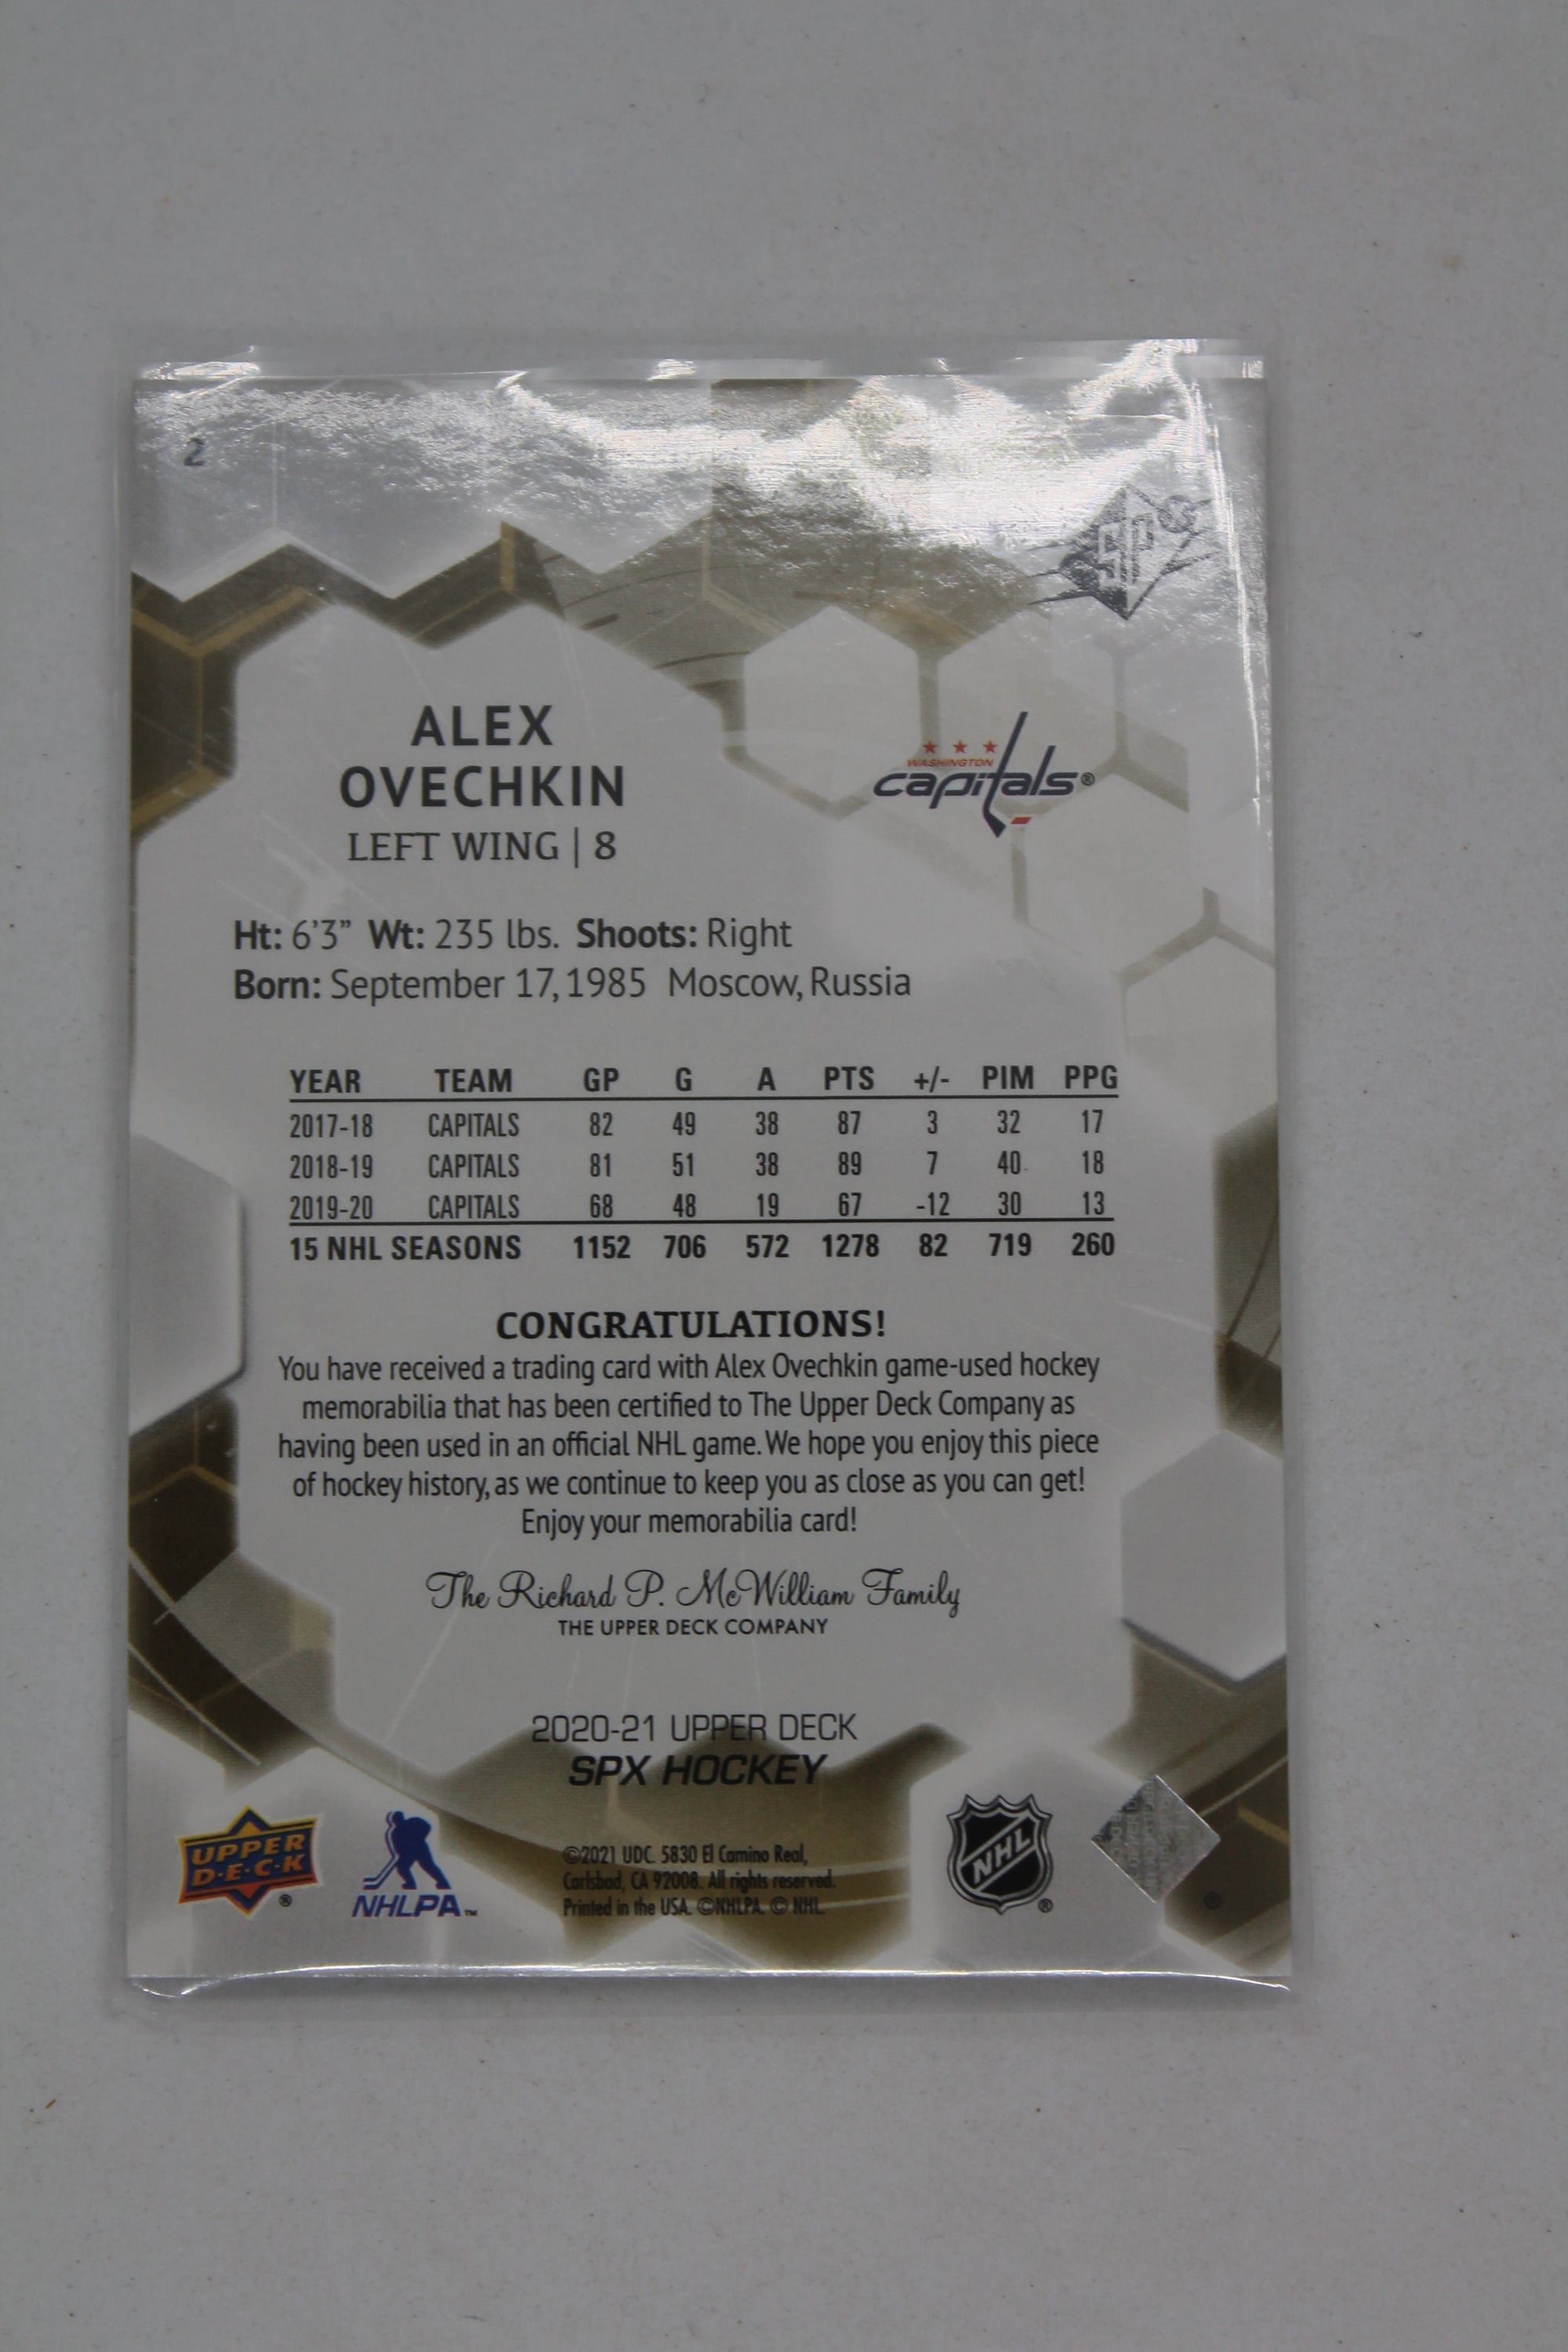 2
SPX
ALEX
OVECHKIN
LEFT WING | 8
WASHINGTON
capitals®
Ht: 6'3" Wt: 235 lbs. Shoots: Right
Born: September 17, 1985 Moscow, Russia
YEAR TEAM GP G A PTS +/- PIM PPG
2017-18 CAPITALS 82 49 38 87 3 32 17
2018-19 CAPITALS 81 51 38 89 7 40 18
2019-20 CAPITALS 68 48 19 67 -12 30 13
15 NHL SEASONS 1152 706 572 1278 82 719 260
CONGRATULATIONS!
You have received a trading card with Alex Ovechkin game-used hockey
memorabilia that has been certified to The Upper Deck Company as
having been used in an official NHL game. We hope you enjoy this piece
of hockey history, as we continue to keep you as close as you can get!
Enjoy your memorabilia card!
The Richard P. McWilliam Family
THE UPPER DECK COMPANY
2020-21 UPPER DECK
SPX HOCKEY
UPPER
D·E·C·K
®
NHLPA™
©2021 UDC. 5830 El Camino Real,
Carlsbad, CA 92008. All rights reserved.
Printed in the USA. ©NHLPA. © NHL.
NHL
®
®